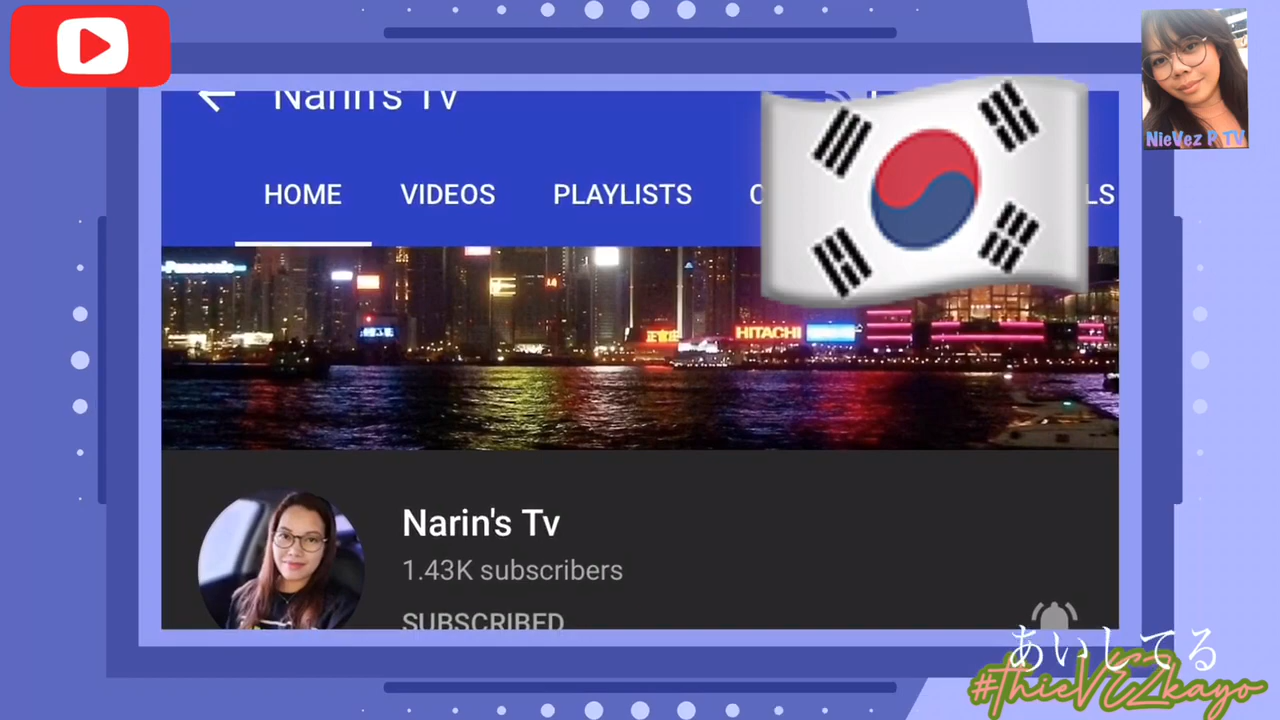 Narin's Tv
HOME VIDEOS PLAYLISTS
NieVez P TV
HITACHI
Narin's Tv
1.43K subscribers
SUBSCRIBED
あいしてる
#ThieVEZkayo